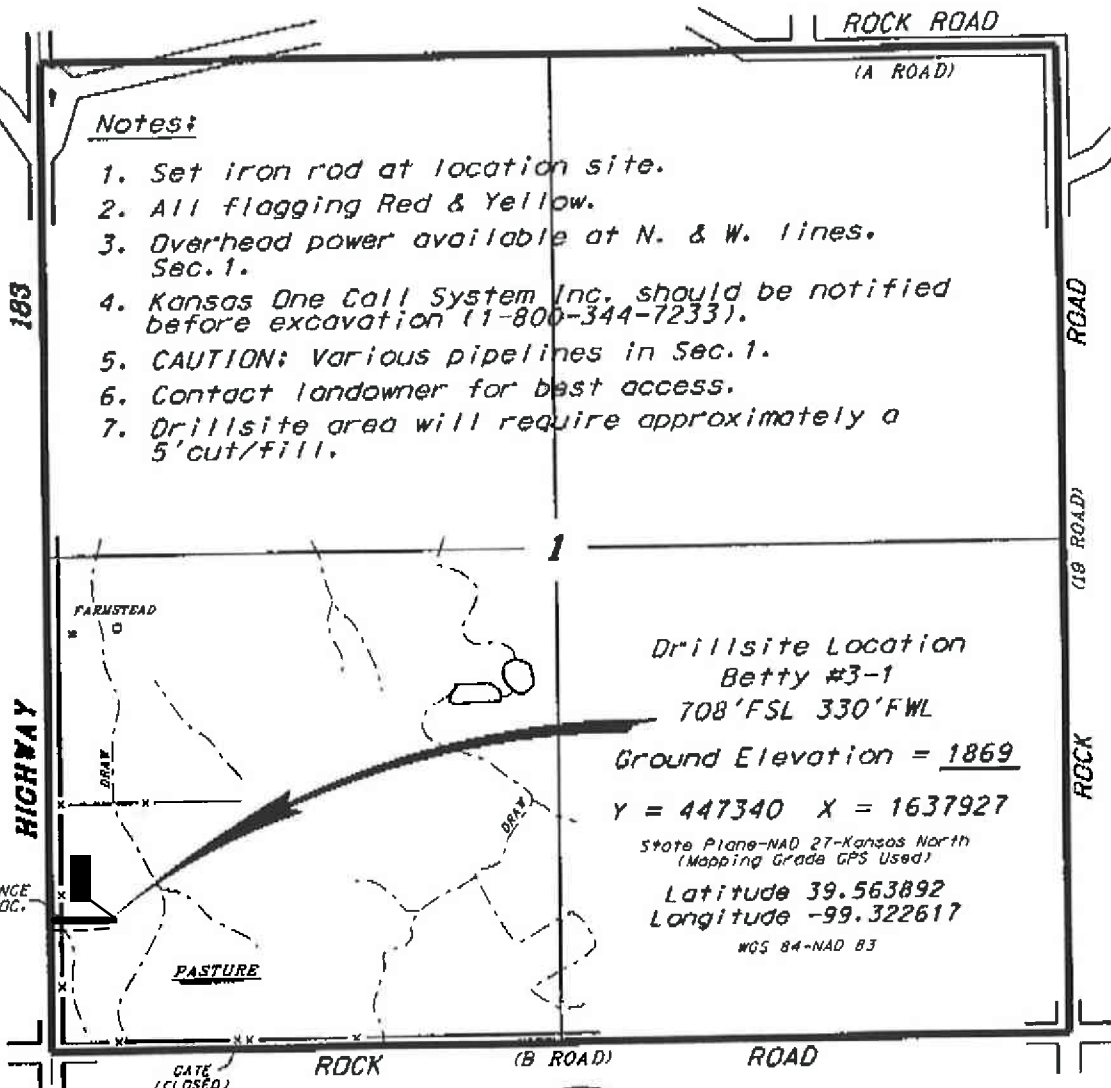 ROCK ROAD
(A ROAD)
Notes:
1. Set iron rod at location site.
2. All flagging Red & Yellow.
3. Overhead power available at N. & W. lines.
Sec. 1.
4. Kansas One Call System Inc. should be notified
before excavation (1-800-344-7233).
5. CAUTION: Various pipelines in Sec. 1.
6. Contact landowner for best access.
7. Drillsite area will require approximately a
5'cut/fill.
183
HIGHWAY
ROAD
(19 ROAD)
ROCK
1
FARMSTEAD
DRAW
DRAW
Drillsite Location
Betty #3-1
708'FSL 330'FWL
Ground Elevation = 1869
Y = 447340 X = 1637927
State Plane-NAD 27-Kansas North
(Mapping Grade GPS Used)
Latitude 39.563892
Longitude -99.322617
WGS 84-NAD 83
PASTURE
GATE
(CLOSED)
ROCK
(B ROAD)
ROAD